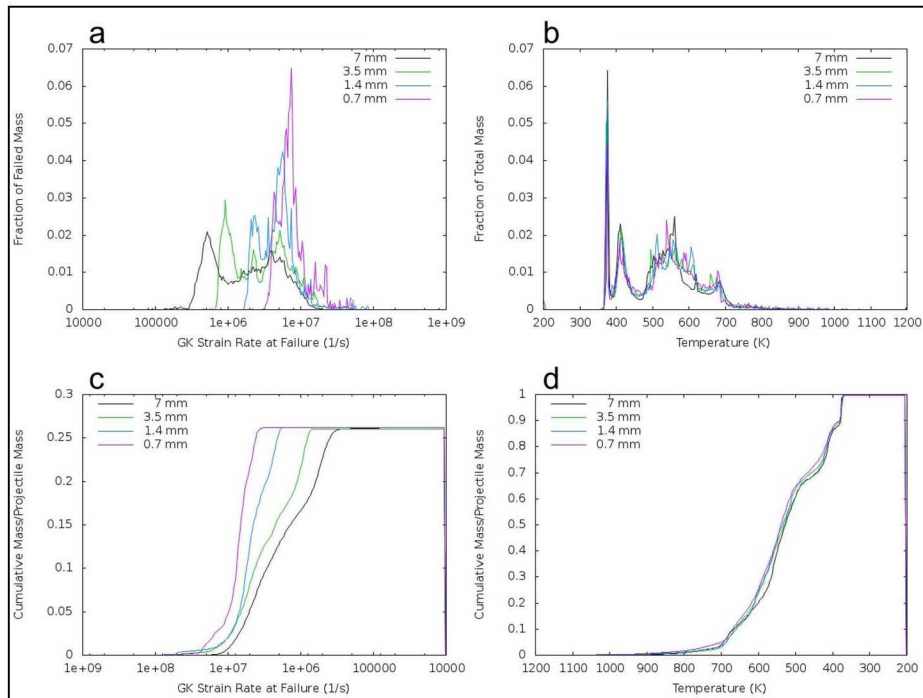 a
0.07
0.06
0.05
0.04
0.03
0.02
0.01
0
Fraction of Failed Mass
7 mm
3.5 mm
1.4 mm
0.7 mm
10000 100000 1e+06 1e+07 1e+08 1e+09
GK Strain Rate at Failure (1/s)
b
0.07
0.06
0.05
0.04
0.03
0.02
0.01
0
Fraction of Total Mass
7 mm
3.5 mm
1.4 mm
0.7 mm
200 300 400 500 600 700 800 900 1000 1100 1200
Temperature (K)
c
0.3
0.25
0.2
0.15
0.1
0.05
0
Cumulative Mass/Projectile Mass
7 mm
3.5 mm
1.4 mm
0.7 mm
1e+09 1e+08 1e+07 1e+06 100000 10000
GK Strain Rate at Failure (1/s)
d
1
0.9
0.8
0.7
0.6
0.5
0.4
0.3
0.2
0.1
0
Cumulative Mass/Projectile Mass
7 mm
3.5 mm
1.4 mm
0.7 mm
1200 1100 1000 900 800 700 600 500 400 300 200
Temperature (K)